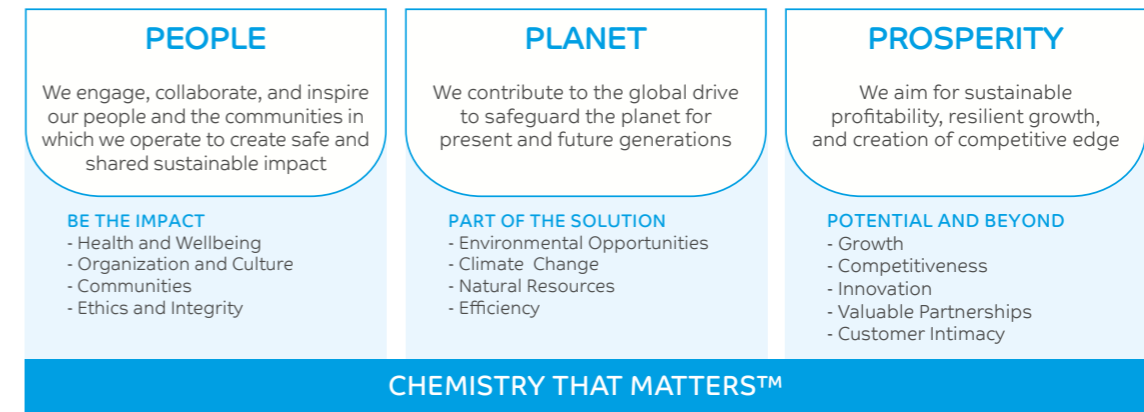 PEOPLE
We engage, collaborate, and inspire
our people and the communities in
which we operate to create safe and
shared sustainable impact
BE THE IMPACT
- Health and Wellbeing
- Organization and Culture
- Communities
- Ethics and Integrity
PLANET
We contribute to the global drive
to safeguard the planet for
present and future generations
PART OF THE SOLUTION
- Environmental Opportunities
- Climate Change
- Natural Resources
- Efficiency
PROSPERITY
We aim for sustainable
profitability, resilient growth,
and creation of competitive edge
POTENTIAL AND BEYOND
- Growth
- Competitiveness
- Innovation
- Valuable Partnerships
- Customer Intimacy
CHEMISTRY THAT MATTERS™